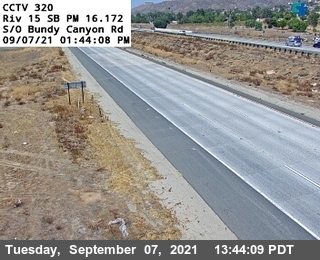 CCTV 320
Riv 15 SB PM 16.172
S/O Bundy Canyon Rd
09/07/21 01:44:08 PM
Tuesday, September 07, 2021 13:44:09 PDT